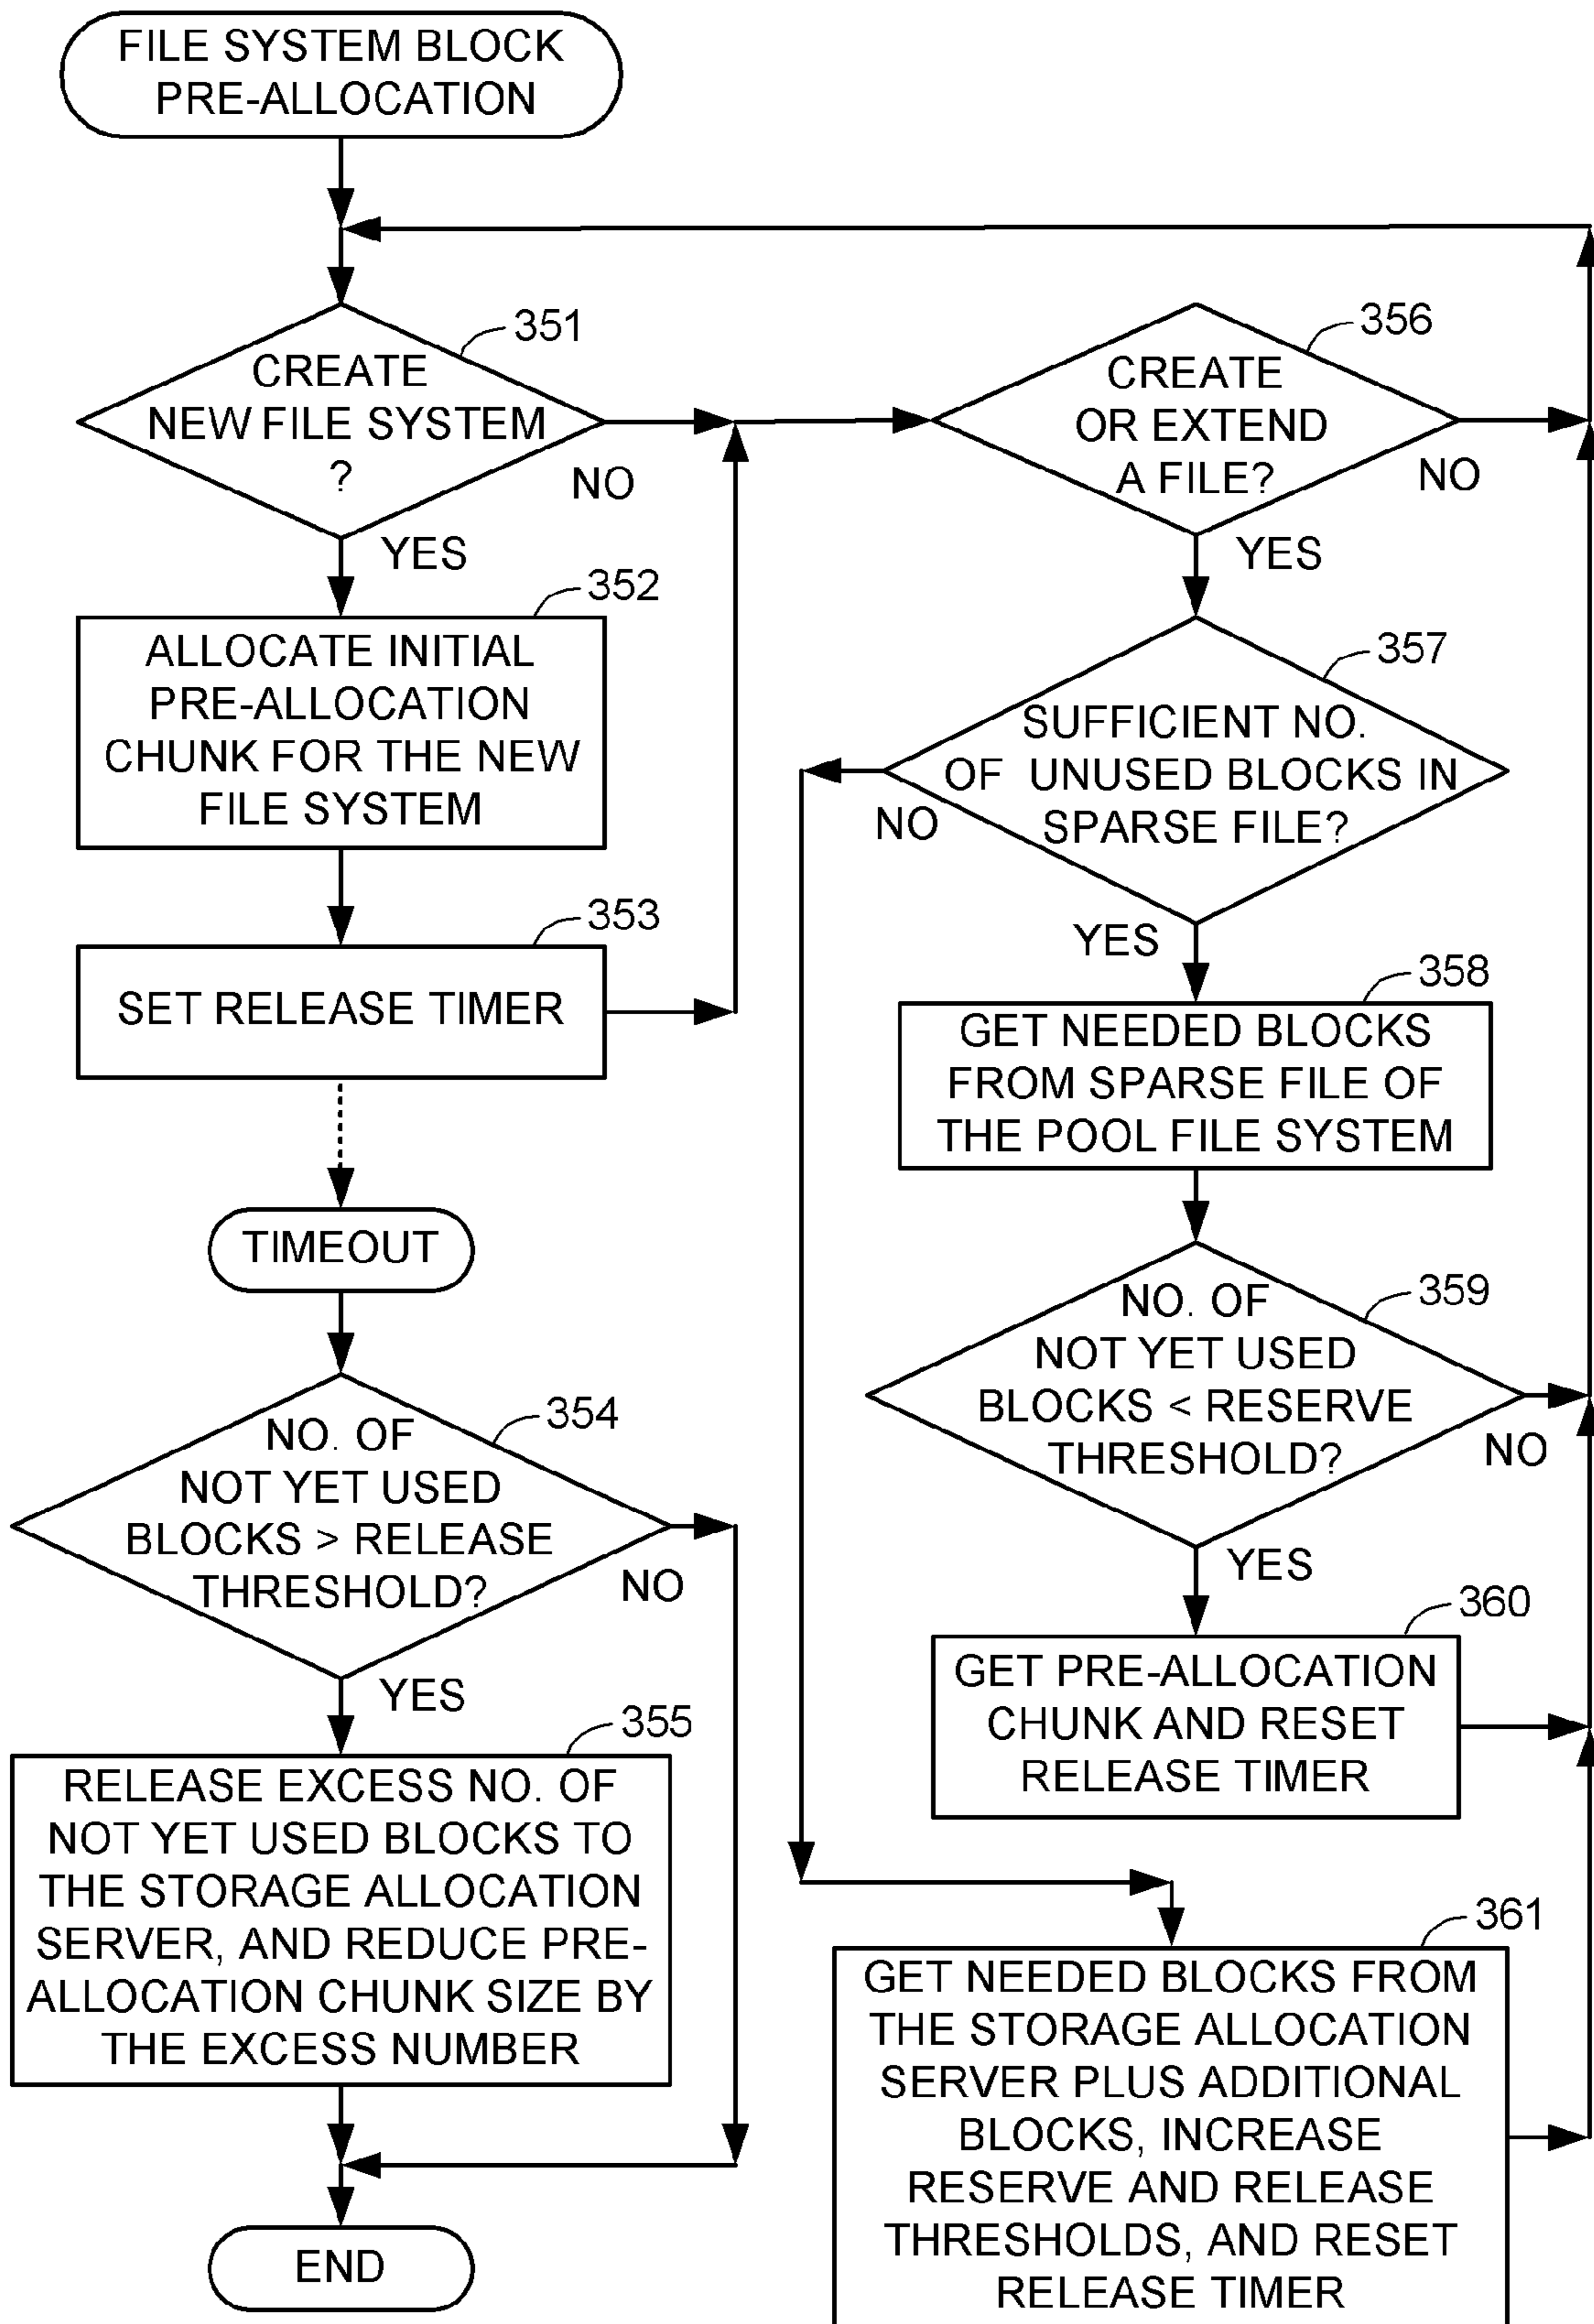 FILE SYSTEM BLOCK
PRE-ALLOCATION
351
CREATE
NEW FILE SYSTEM
?
NO
YES
352
ALLOCATE INITIAL
PRE-ALLOCATION
CHUNK FOR THE NEW
FILE SYSTEM
353
SET RELEASE TIMER
TIMEOUT
354
NO. OF
NOT YET USED
BLOCKS > RELEASE
THRESHOLD?
NO
YES
355
RELEASE EXCESS NO. OF
NOT YET USED BLOCKS TO
THE STORAGE ALLOCATION
SERVER, AND REDUCE PRE-
ALLOCATION CHUNK SIZE BY
THE EXCESS NUMBER
END
356
CREATE
OR EXTEND
A FILE?
NO
YES
357
SUFFICIENT NO.
OF UNUSED BLOCKS IN
SPARSE FILE?
NO
YES
358
GET NEEDED BLOCKS
FROM SPARSE FILE OF
THE POOL FILE SYSTEM
359
NO. OF
NOT YET USED
BLOCKS < RESERVE
THRESHOLD?
NO
YES
360
GET PRE-ALLOCATION
CHUNK AND RESET
RELEASE TIMER
361
GET NEEDED BLOCKS FROM
THE STORAGE ALLOCATION
SERVER PLUS ADDITIONAL
BLOCKS, INCREASE
RESERVE AND RELEASE
THRESHOLDS, AND RESET
RELEASE TIMER